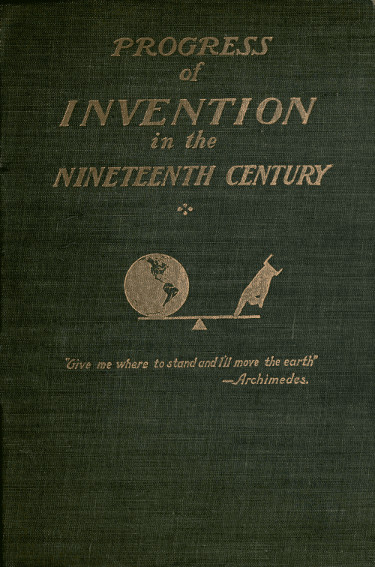 PROGRESS
of
INVENTION
in the
NINETEENTH CENTURY
"Give me where to stand and I'll move the earth"
—Archimedes.